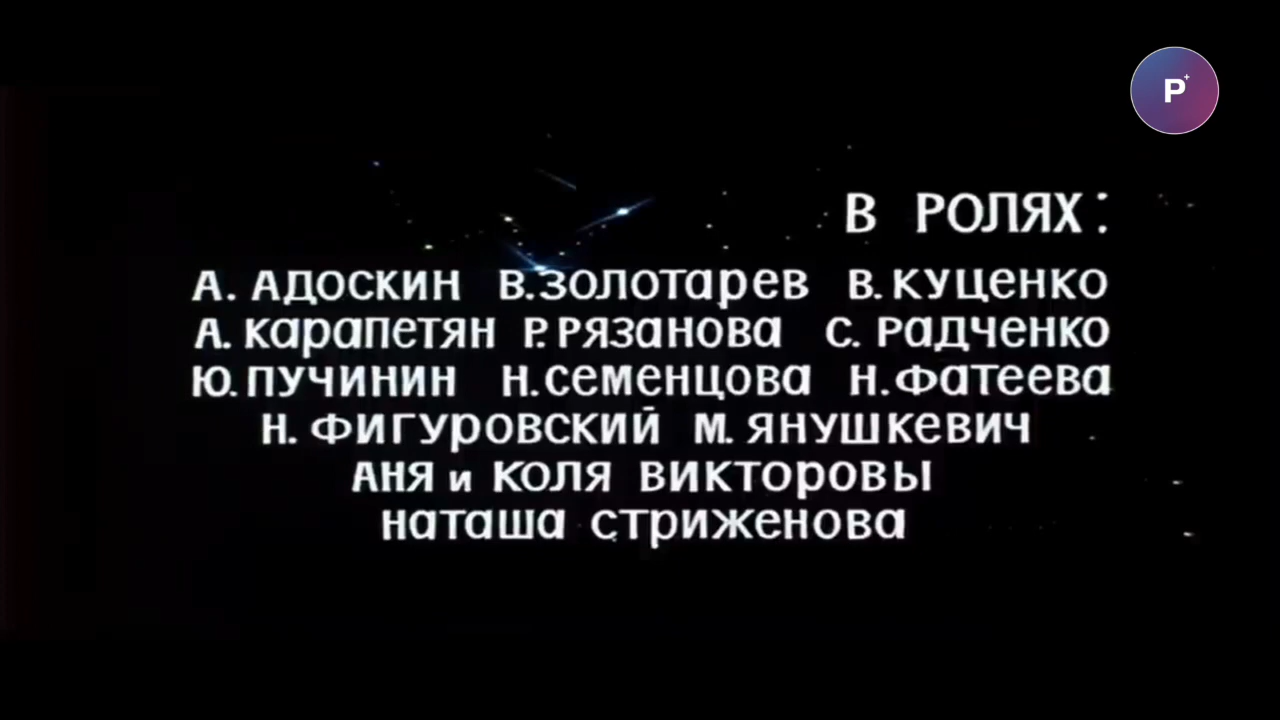 P+
В РОЛЯХ:
А. АДОСКИН В. ЗОЛОТАРЕВ В. КУЦЕНКО
А. КАРАПЕТЯН Р. РЯЗАНОВА С. РАДЧЕНКО
Ю. ПУЧИНИН Н. СЕМЕНЦОВА Н. ФАТЕЕВА
Н. ФИГУРОВСКИЙ М. ЯНУШКЕВИЧ
АНЯ и КОЛЯ ВИКТОРОВЫ
НАТАША СТРИЖЕНОВА